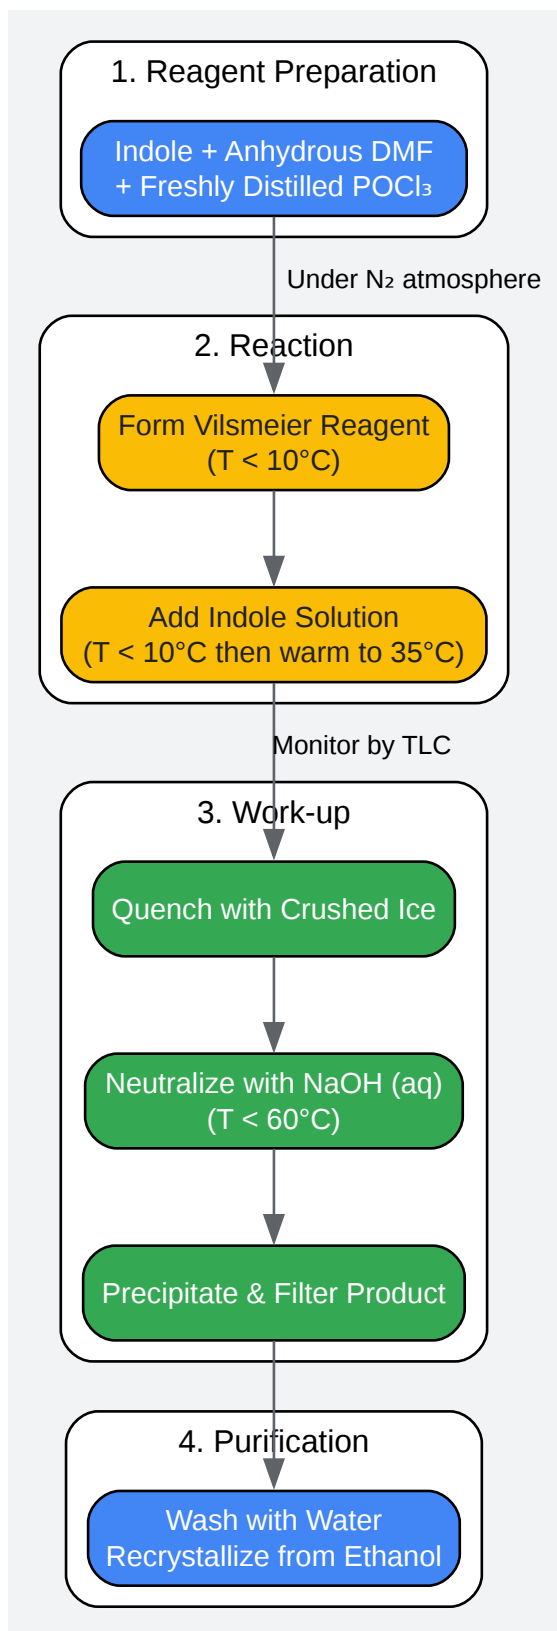 1. Reagent Preparation
Indole + Anhydrous DMF
+ Freshly Distilled POCl₃
Under N₂ atmosphere
2. Reaction
Form Vilsmeier Reagent
(T < 10°C)
Add Indole Solution
(T < 10°C then warm to 35°C)
Monitor by TLC
3. Work-up
Quench with Crushed Ice
Neutralize with NaOH (aq)
(T < 60°C)
Precipitate & Filter Product
4. Purification
Wash with Water
Recrystallize from Ethanol